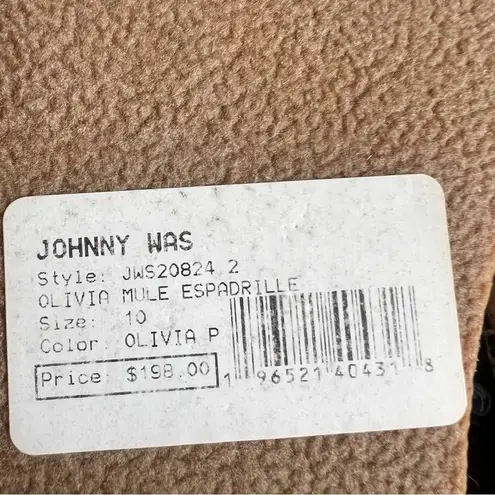 JOHNNY WAS
Style: JWS20824 2
OLIVIA MULE ESPADRILLE
Size: 10
Color: OLIVIA P
Price: $198.00
1 96521 40431 8